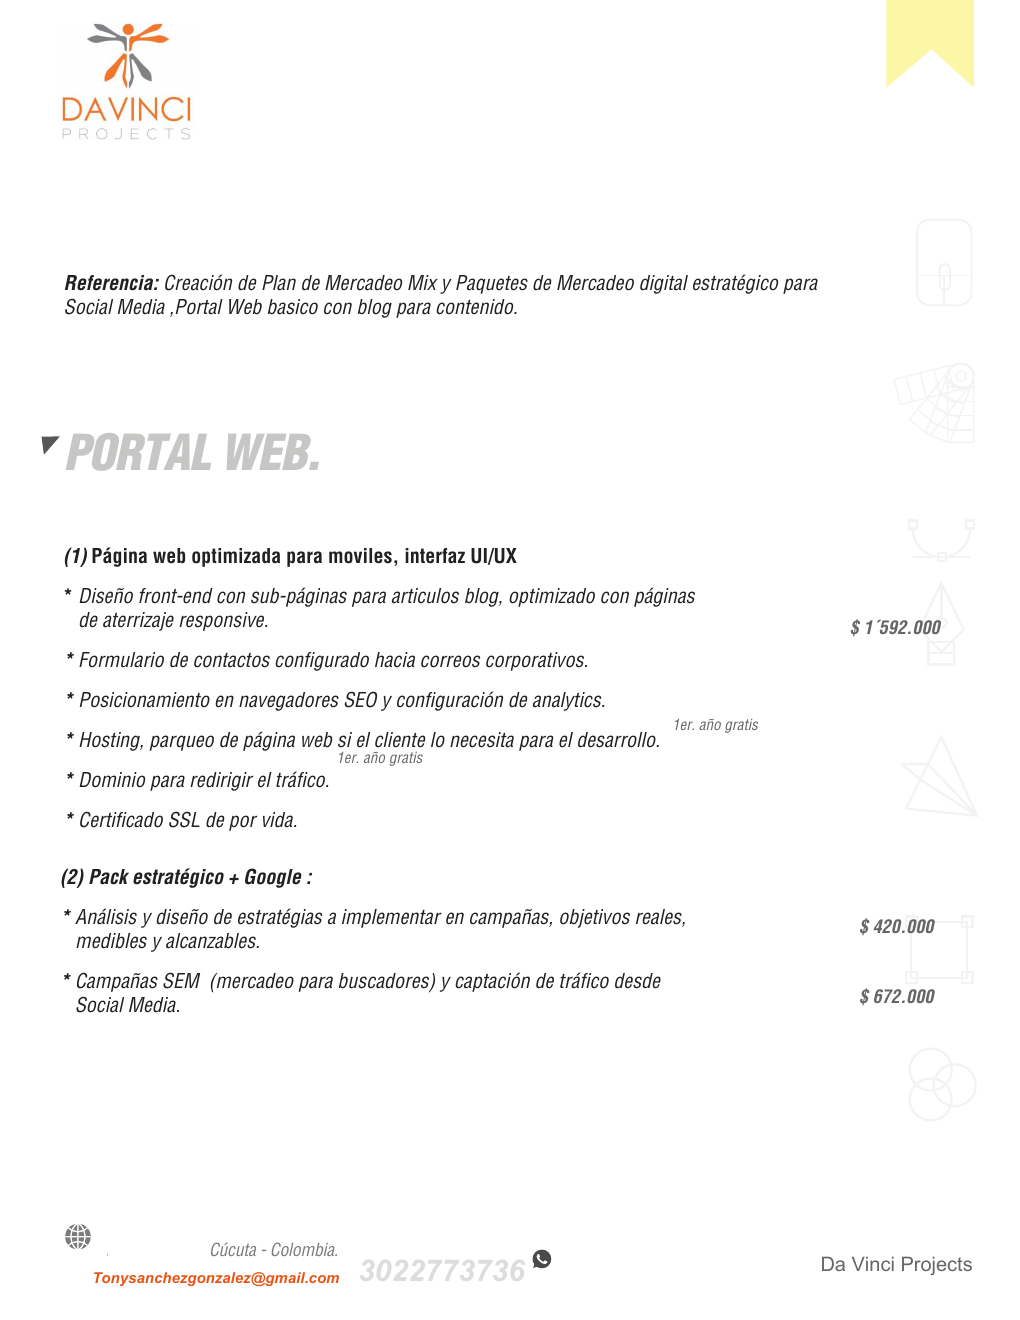 DAVINCI
PROJECTS
Referencia: Creación de Plan de Mercadeo Mix y Paquetes de Mercadeo digital estratégico para
Social Media ,Portal Web basico con blog para contenido.
PORTAL WEB.
(1) Página web optimizada para moviles, interfaz UI/UX
* Diseño front-end con sub-páginas para articulos blog, optimizado con páginas
de aterrizaje responsive.
$ 1´592.000
* Formulario de contactos configurado hacia correos corporativos.
* Posicionamiento en navegadores SEO y configuración de analytics.
1er. año gratis
* Hosting, parqueo de página web si el cliente lo necesita para el desarrollo.
1er. año gratis
* Dominio para redirigir el tráfico.
* Certificado SSL de por vida.
(2) Pack estratégico + Google :
* Análisis y diseño de estratégias a implementar en campañas, objetivos reales,
medibles y alcanzables.
$ 420.000
* Campañas SEM  (mercadeo para buscadores) y captación de tráfico desde
Social Media.
$ 672.000
Cúcuta - Colombia.
Tonysanchezgonzalez@gmail.com
3022773736
Da Vinci Projects